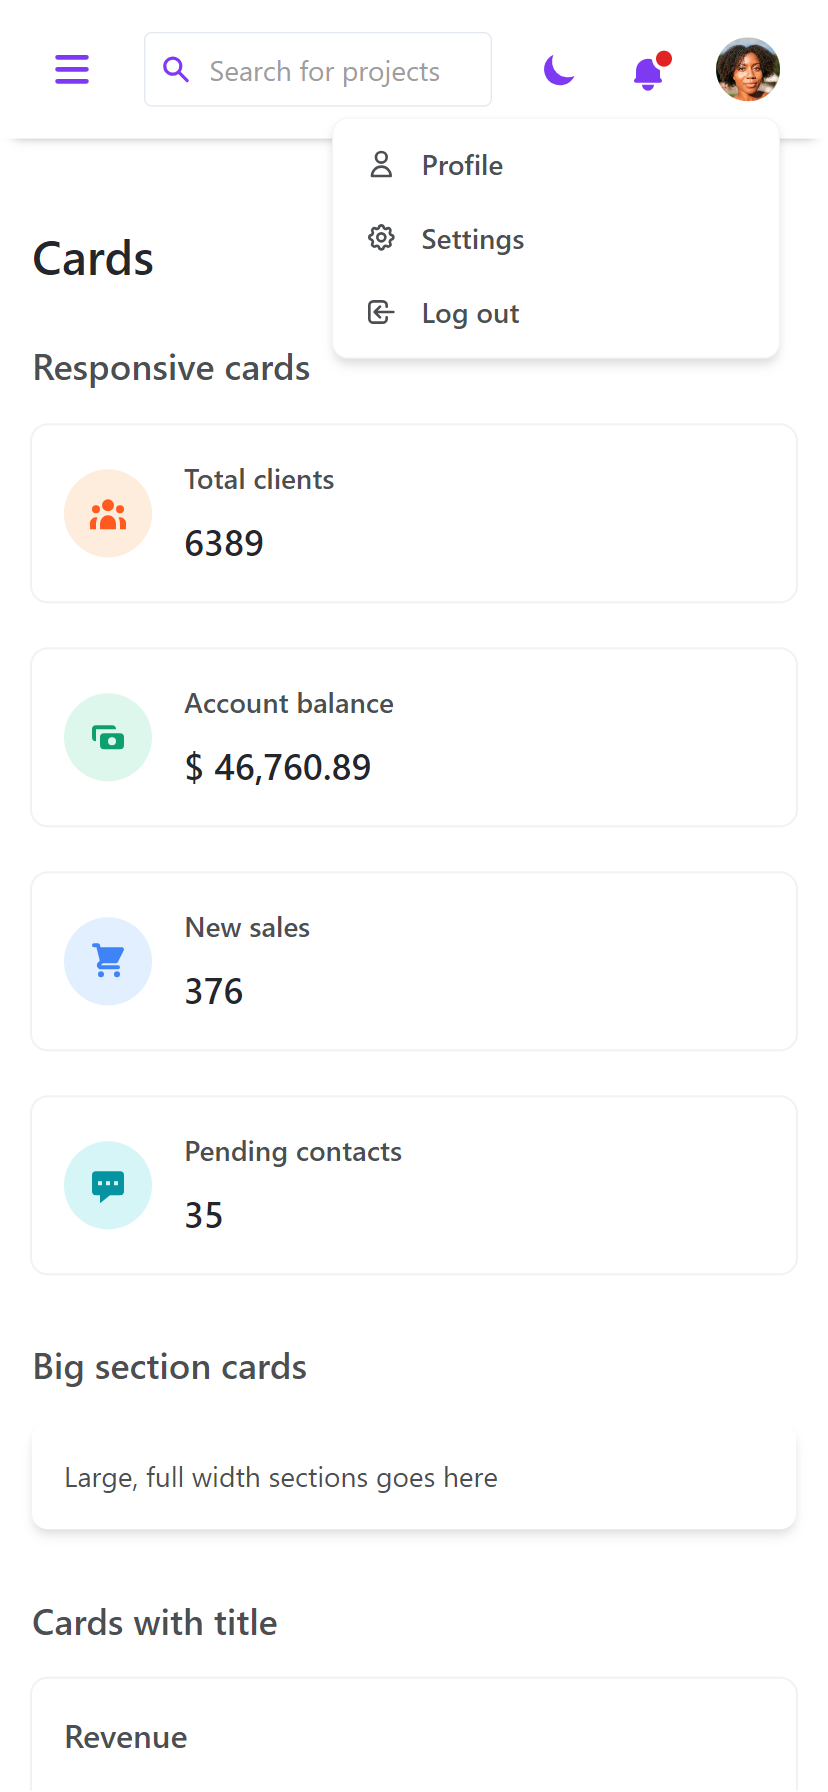 Search for projects
Profile
Settings
Log out
Cards
Responsive cards
Total clients
6389
Account balance
$ 46,760.89
New sales
376
Pending contacts
35
Big section cards
Large, full width sections goes here
Cards with title
Revenue